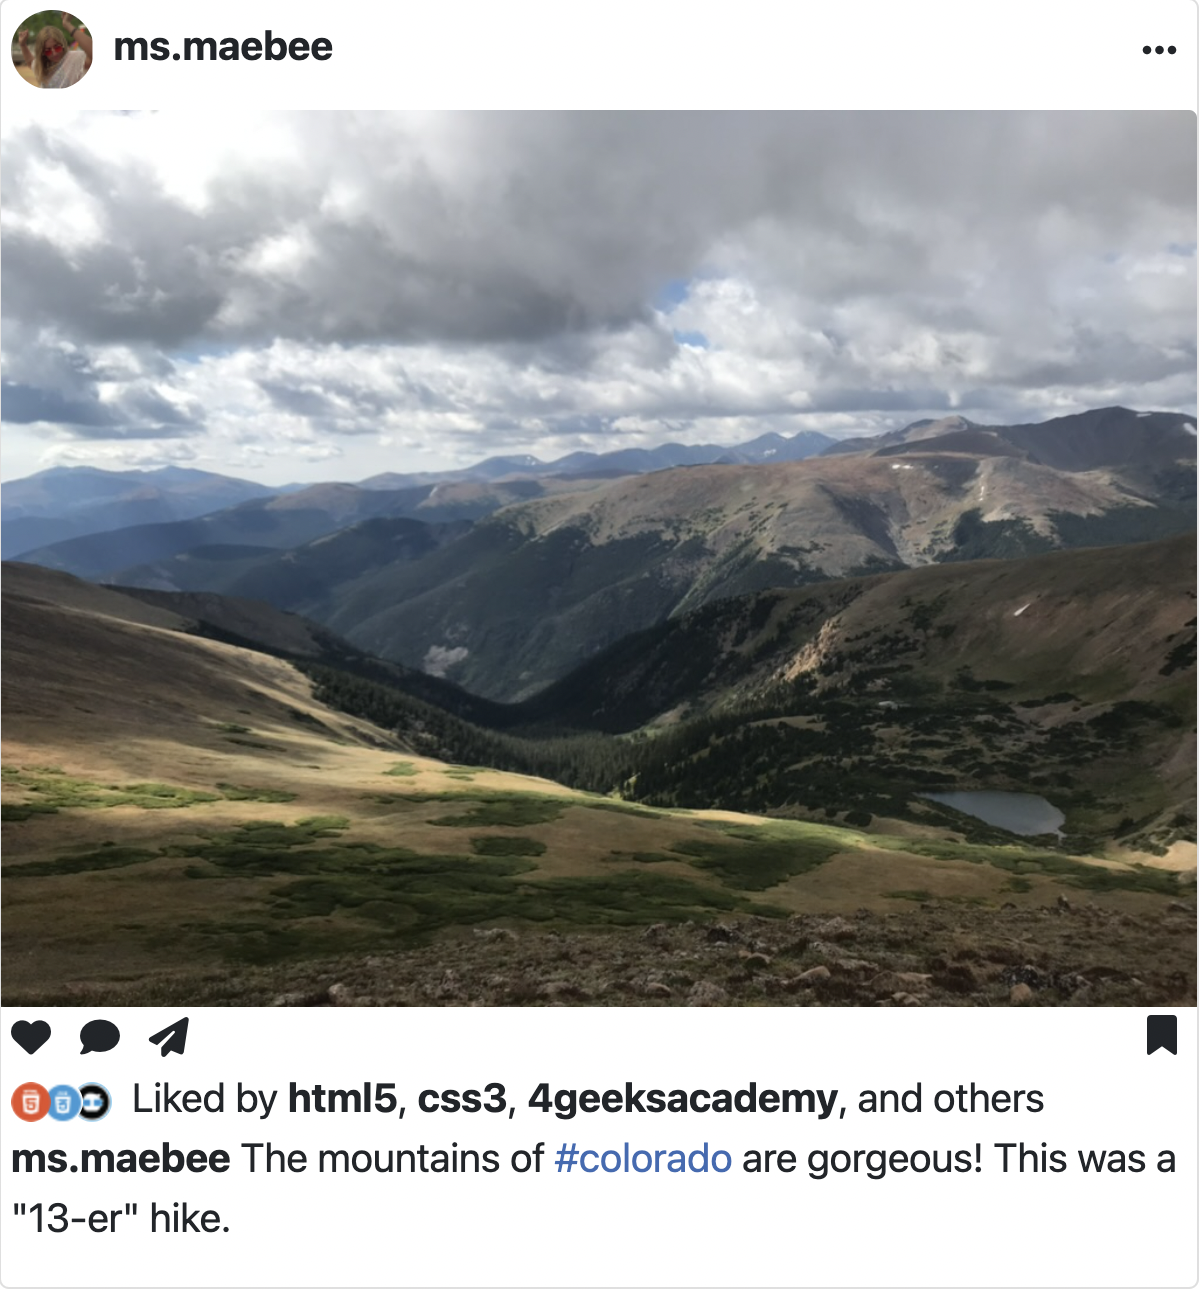 ms.maebee
Liked by html5, css3, 4geeksacademy, and others
ms.maebee The mountains of #colorado are gorgeous! This was a
"13-er" hike.